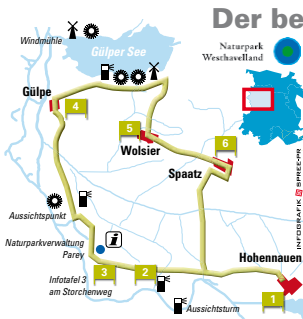 Der be
Naturpark
Westhavelland
Windmühle
Gülper See
Gülpe
4
5
Wolsier
6
Spaatz
INFOGRAFIK SPREE-PR
Aussichtspunkt
Naturparkverwaltung
Parey
i
Hohennauen
Infotafel 3
am Storchenweg
3
2
1
Aussichtsturm